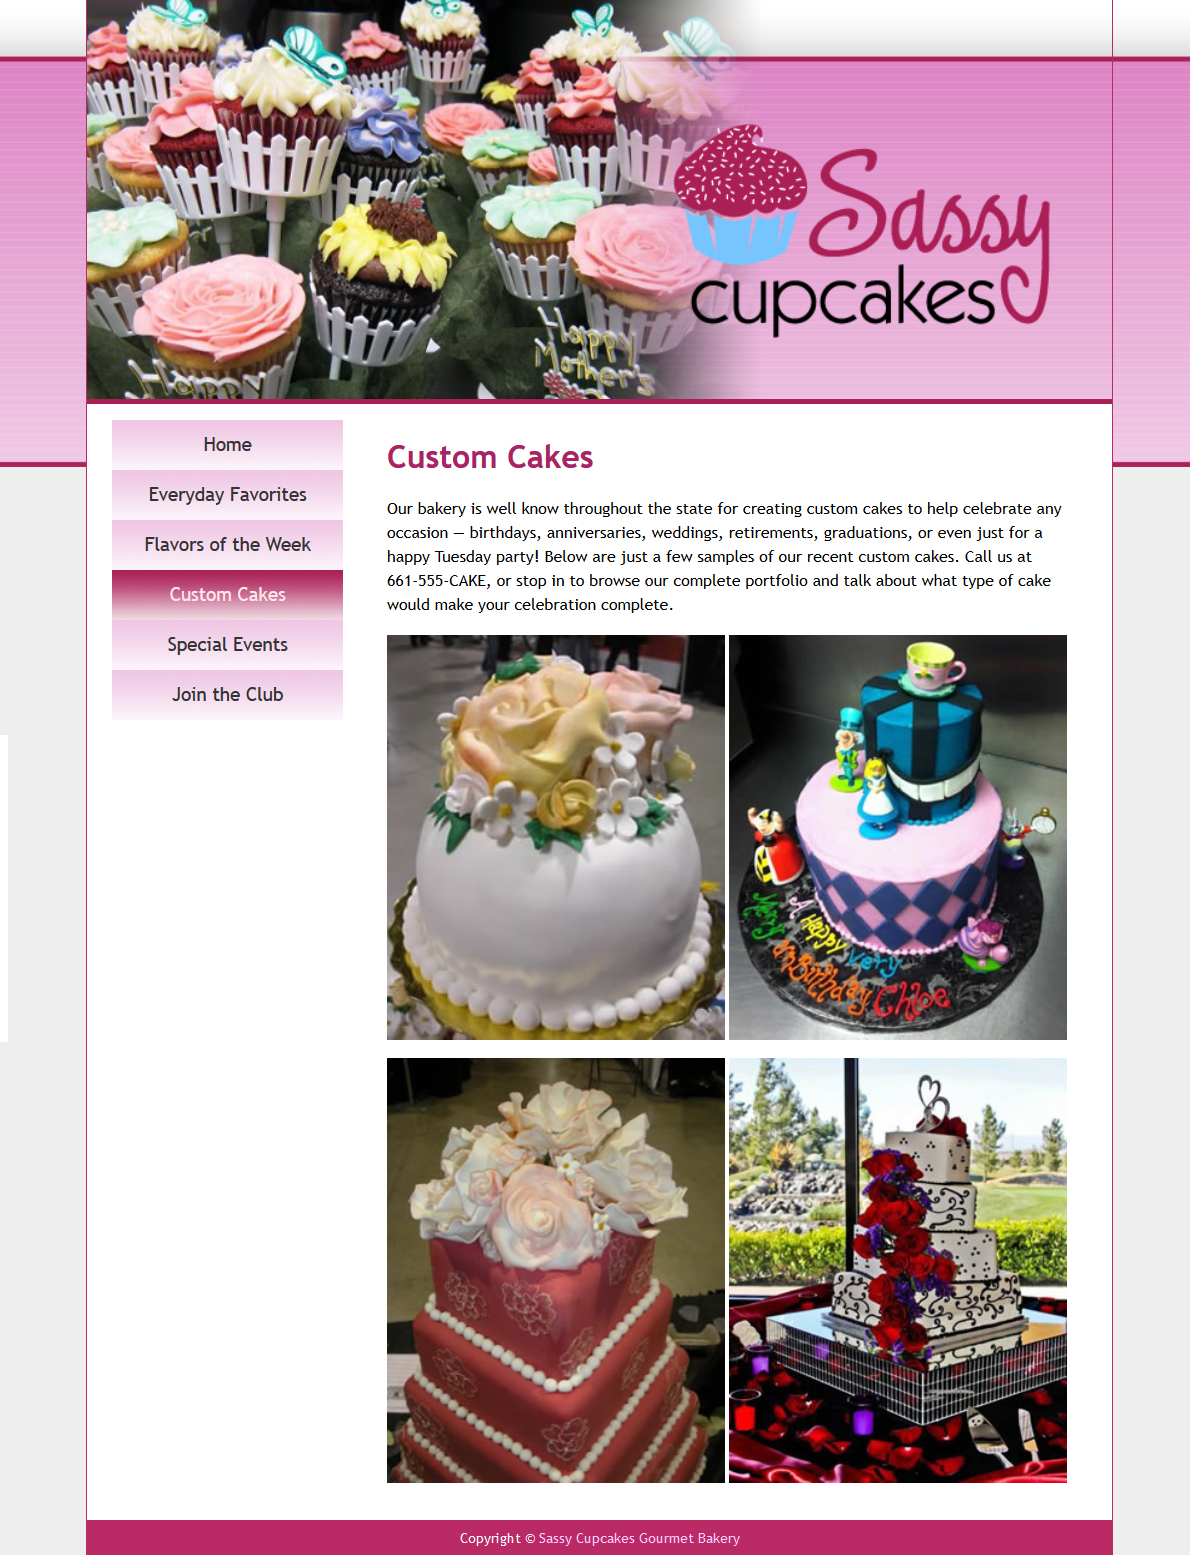 Sassy
cupcakes
Happy
Happy
Mother's
Home
Everyday Favorites
Flavors of the Week
Custom Cakes
Special Events
Join the Club
Custom Cakes
Our bakery is well know throughout the state for creating custom cakes to help celebrate any
occasion — birthdays, anniversaries, weddings, retirements, graduations, or even just for a
happy Tuesday party! Below are just a few samples of our recent custom cakes. Call us at
661-555-CAKE, or stop in to browse our complete portfolio and talk about what type of cake
would make your celebration complete.
A
Very
Happy Very
UnBirthday
Chloe
Copyright © Sassy Cupcakes Gourmet Bakery